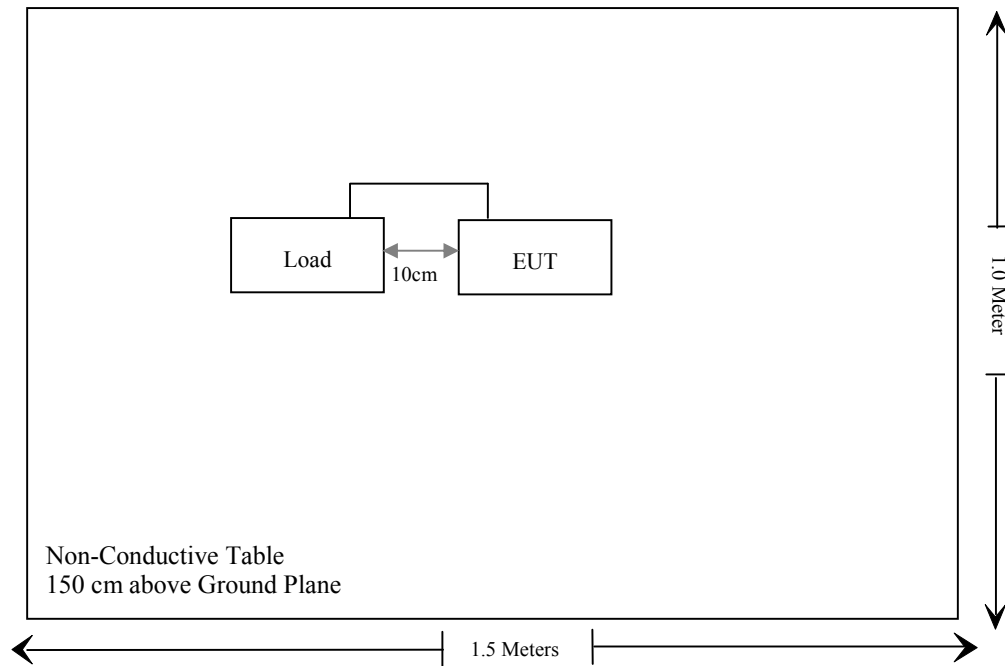 Load
EUT
10cm
1.0 Meter
Non-Conductive Table
150 cm above Ground Plane
1.5 Meters